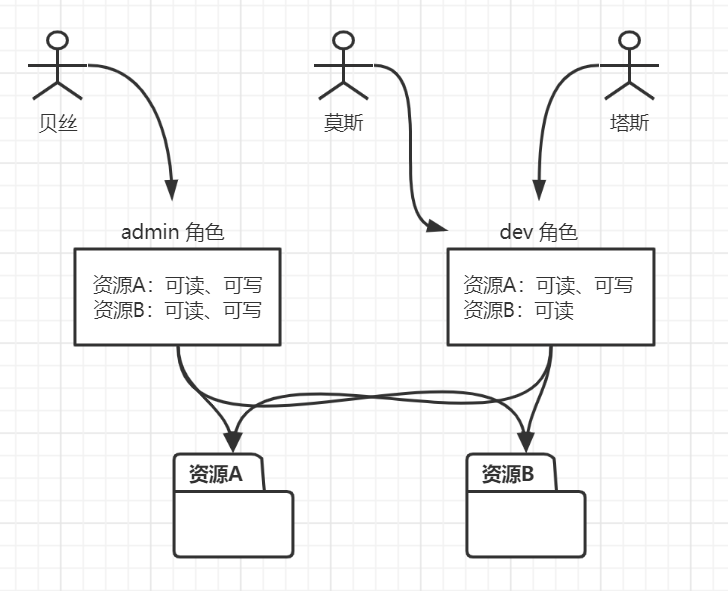 贝丝
莫斯
塔斯
admin 角色
dev 角色
资源A：可读、可写
资源B：可读、可写
资源A：可读、可写
资源B：可读
资源A
资源B